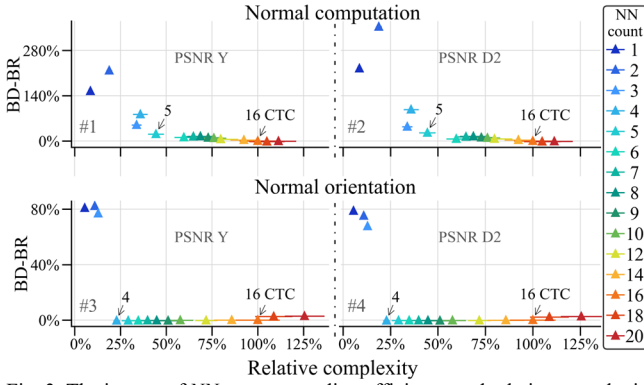 Normal computation
NN
count
BD-BR
280%
140%
0%
PSNR Y
PSNR D2
5
16 CTC
5
16 CTC
#1
#2
1
2
3
4
5
6
7
8
9
10
12
14
16
18
20
Normal orientation
BD-BR
80%
40%
0%
PSNR Y
PSNR D2
4
16 CTC
4
16 CTC
#3
#4
0% 25% 50% 75% 100% 125%
0% 25% 50% 75% 100% 125%
Relative complexity